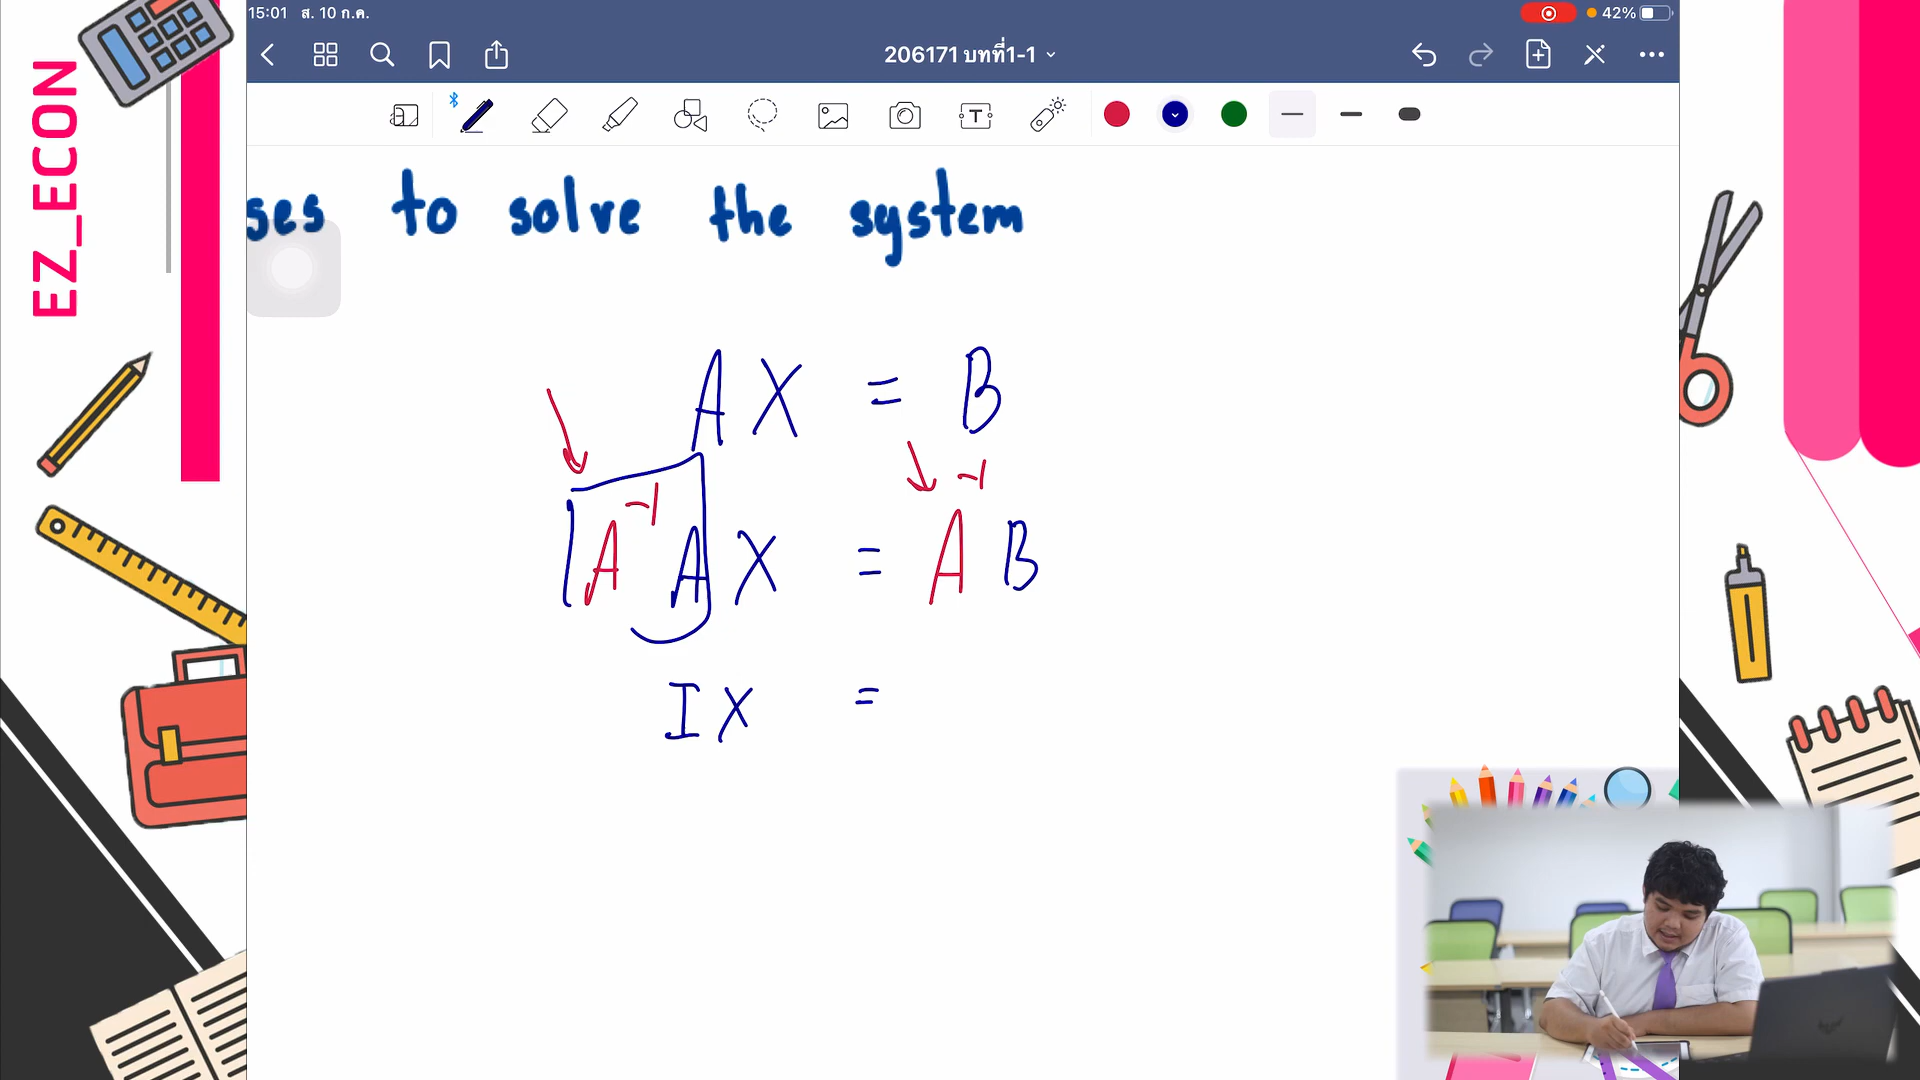 15:01 ส. 10 ก.ค.
42%
206171 บทที่1-1
EZ_ECON
ses to solve the system
A X = B
A⁻¹ A X = A⁻¹ B
I X =